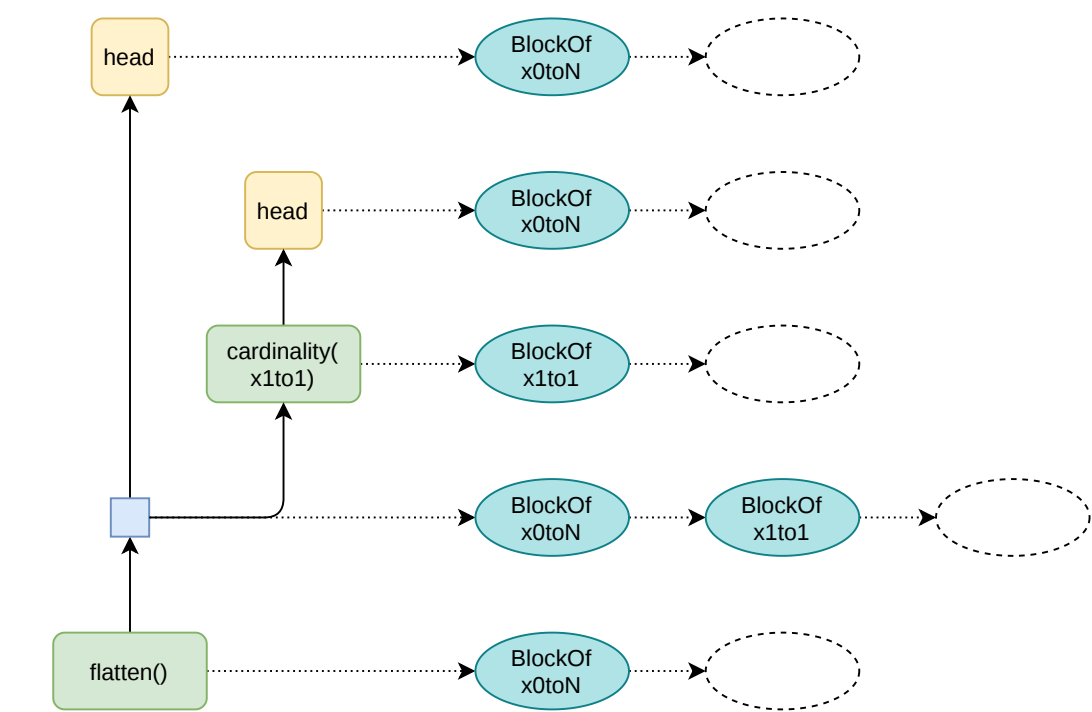 head
BlockOf
x0toN
head
BlockOf
x0toN
cardinality(
x1to1)
BlockOf
x1to1
BlockOf
x0toN
BlockOf
x1to1
flatten()
BlockOf
x0toN